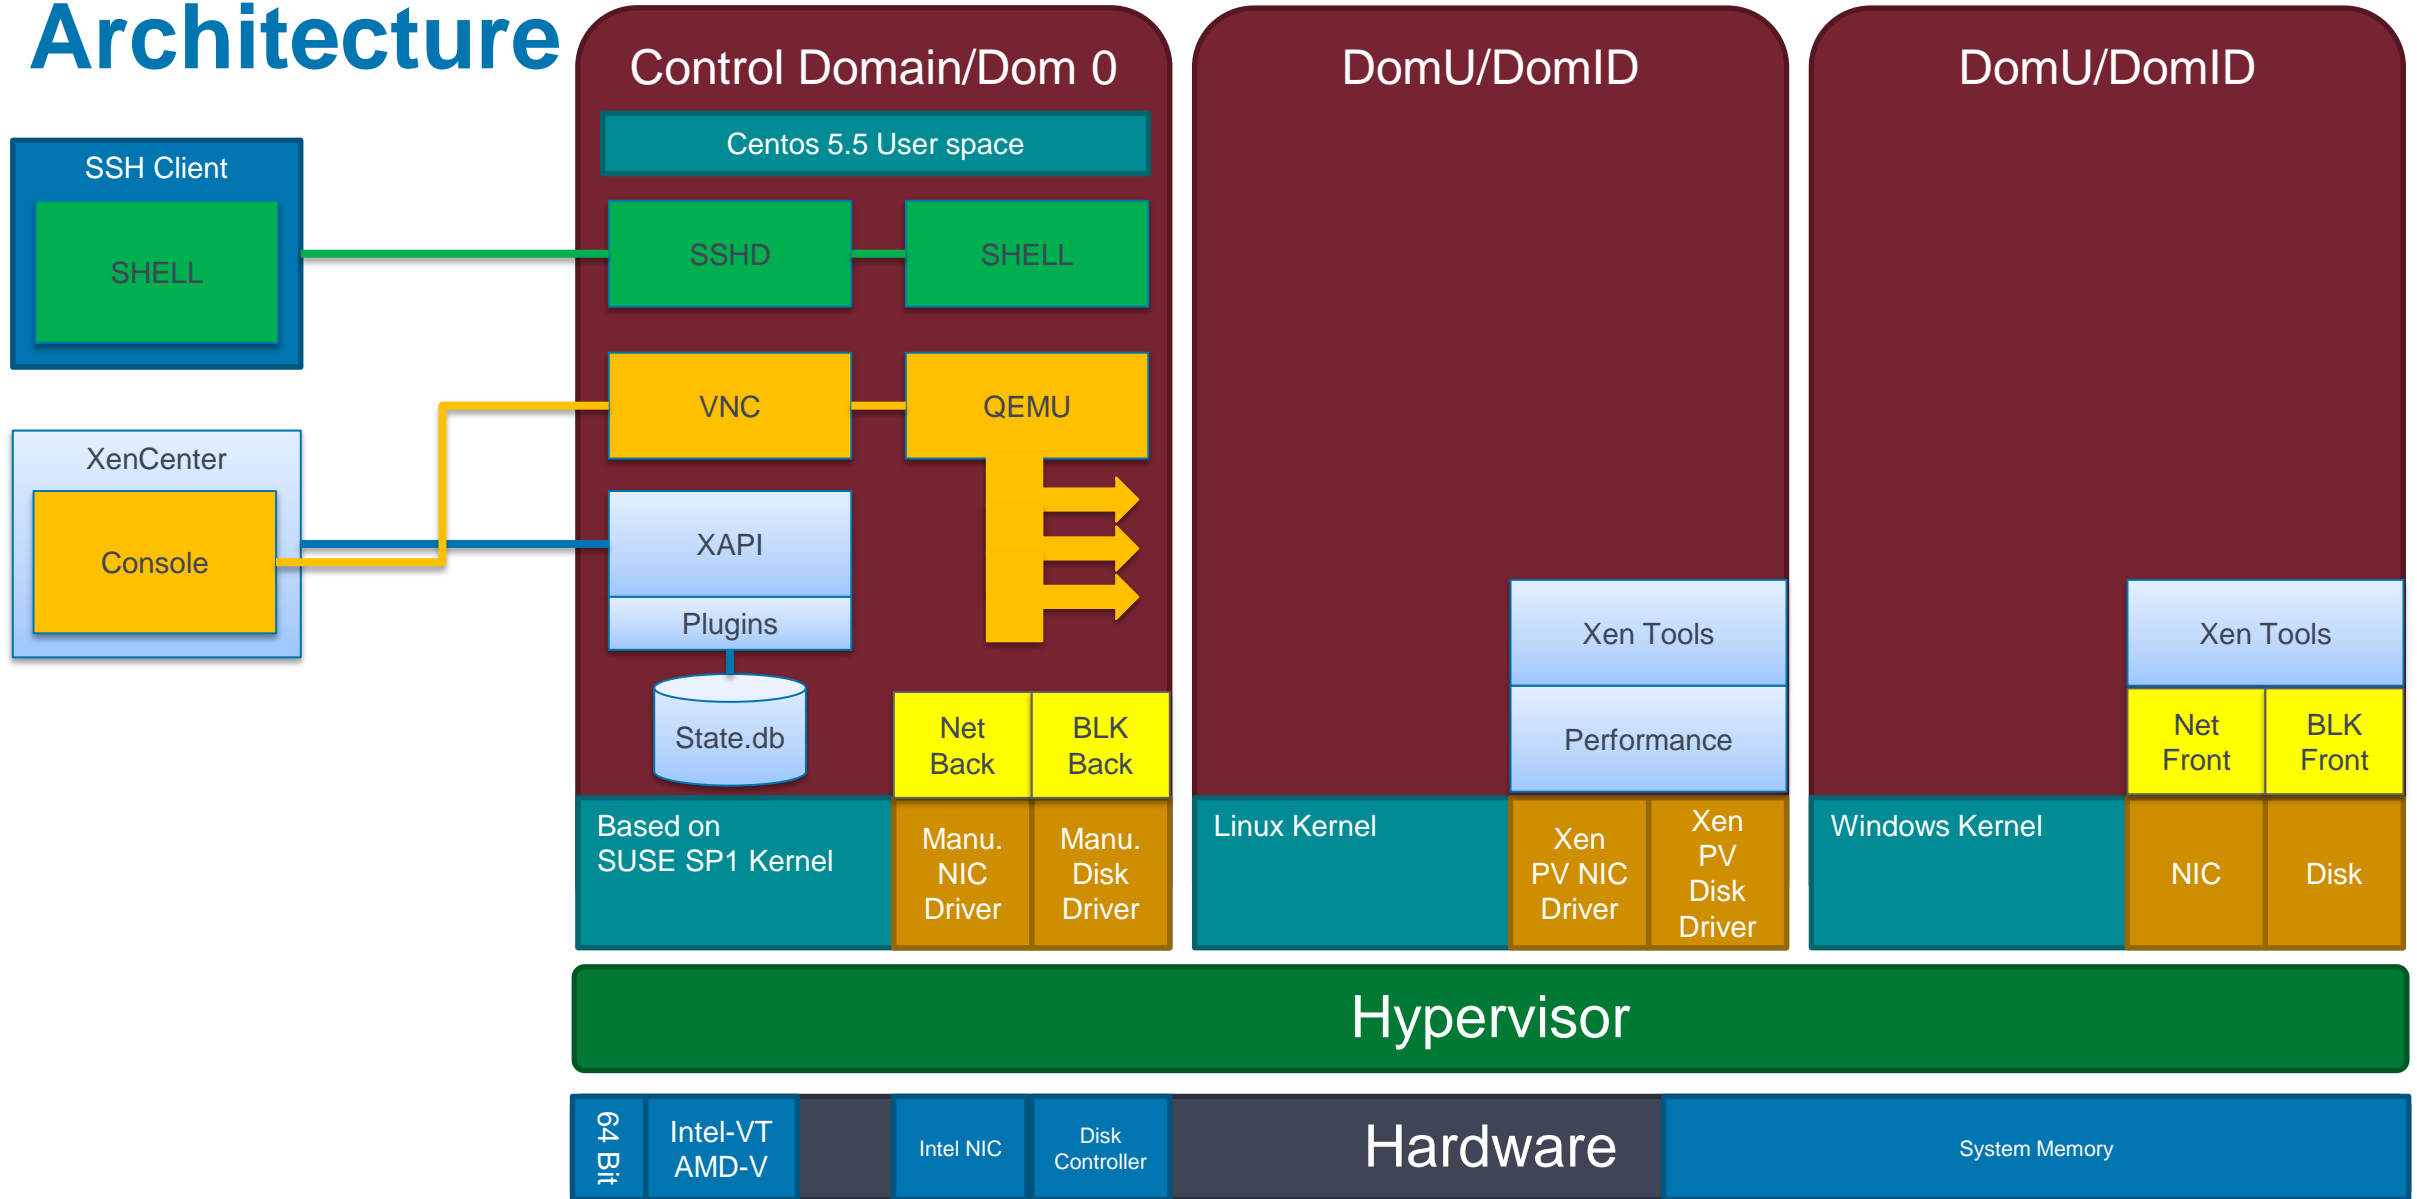 Architecture
Control Domain/Dom 0
DomU/DomID
DomU/DomID
Centos 5.5 User space
SSH Client
SHELL
SSHD
SHELL
VNC
QEMU
XenCenter
Console
XAPI
Plugins
State.db
Net
Back
BLK
Back
Xen Tools
Performance
Xen Tools
Net
Front
BLK
Front
Based on
SUSE SP1 Kernel
Manu.
NIC
Driver
Manu.
Disk
Driver
Linux Kernel
Xen
PV NIC
Driver
Xen
PV
Disk
Driver
Windows Kernel
NIC
Disk
Hypervisor
64 Bit
Intel-VT
AMD-V
Intel NIC
Disk
Controller
Hardware
System Memory